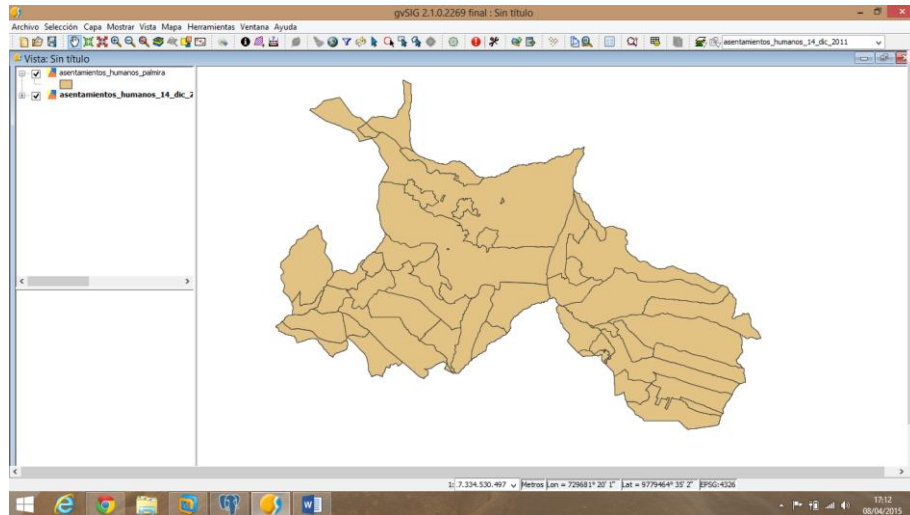 gvSIG 2.1.0.2269 final : Sin título
Archivo Selección Capa Mostrar Vista Mapa Herramientas Ventana Ayuda
asentamientos_humanos_14_dic_2011
Vista: Sin título
asentamientos_humanos_palmira
asentamientos_humanos_14_dic_2
1: 7.334.530.497 Metros Lon = 729681° 20' 1" Lat = 9779464° 35' 2" EPSG:4326
17:12
08/04/2015